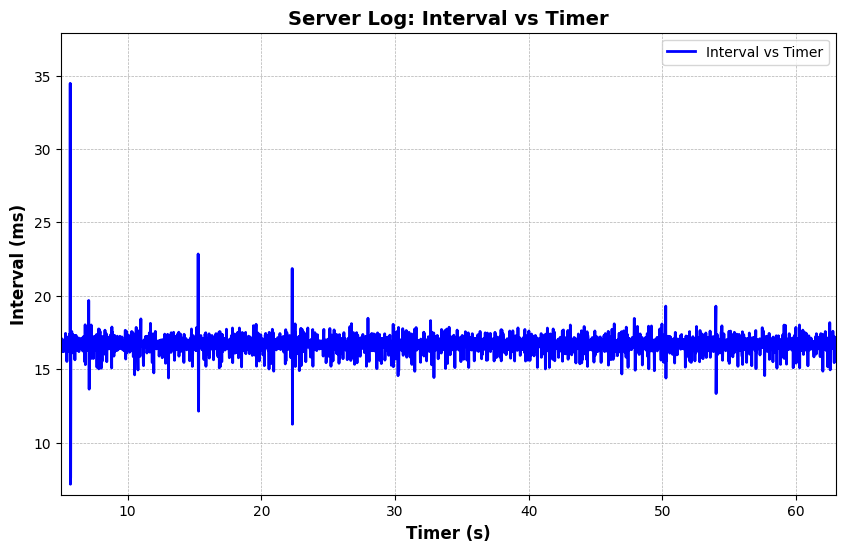 Server Log: Interval vs Timer
Interval vs Timer
35
30
25
20
15
10
Interval (ms)
10 20 30 40 50 60
Timer (s)